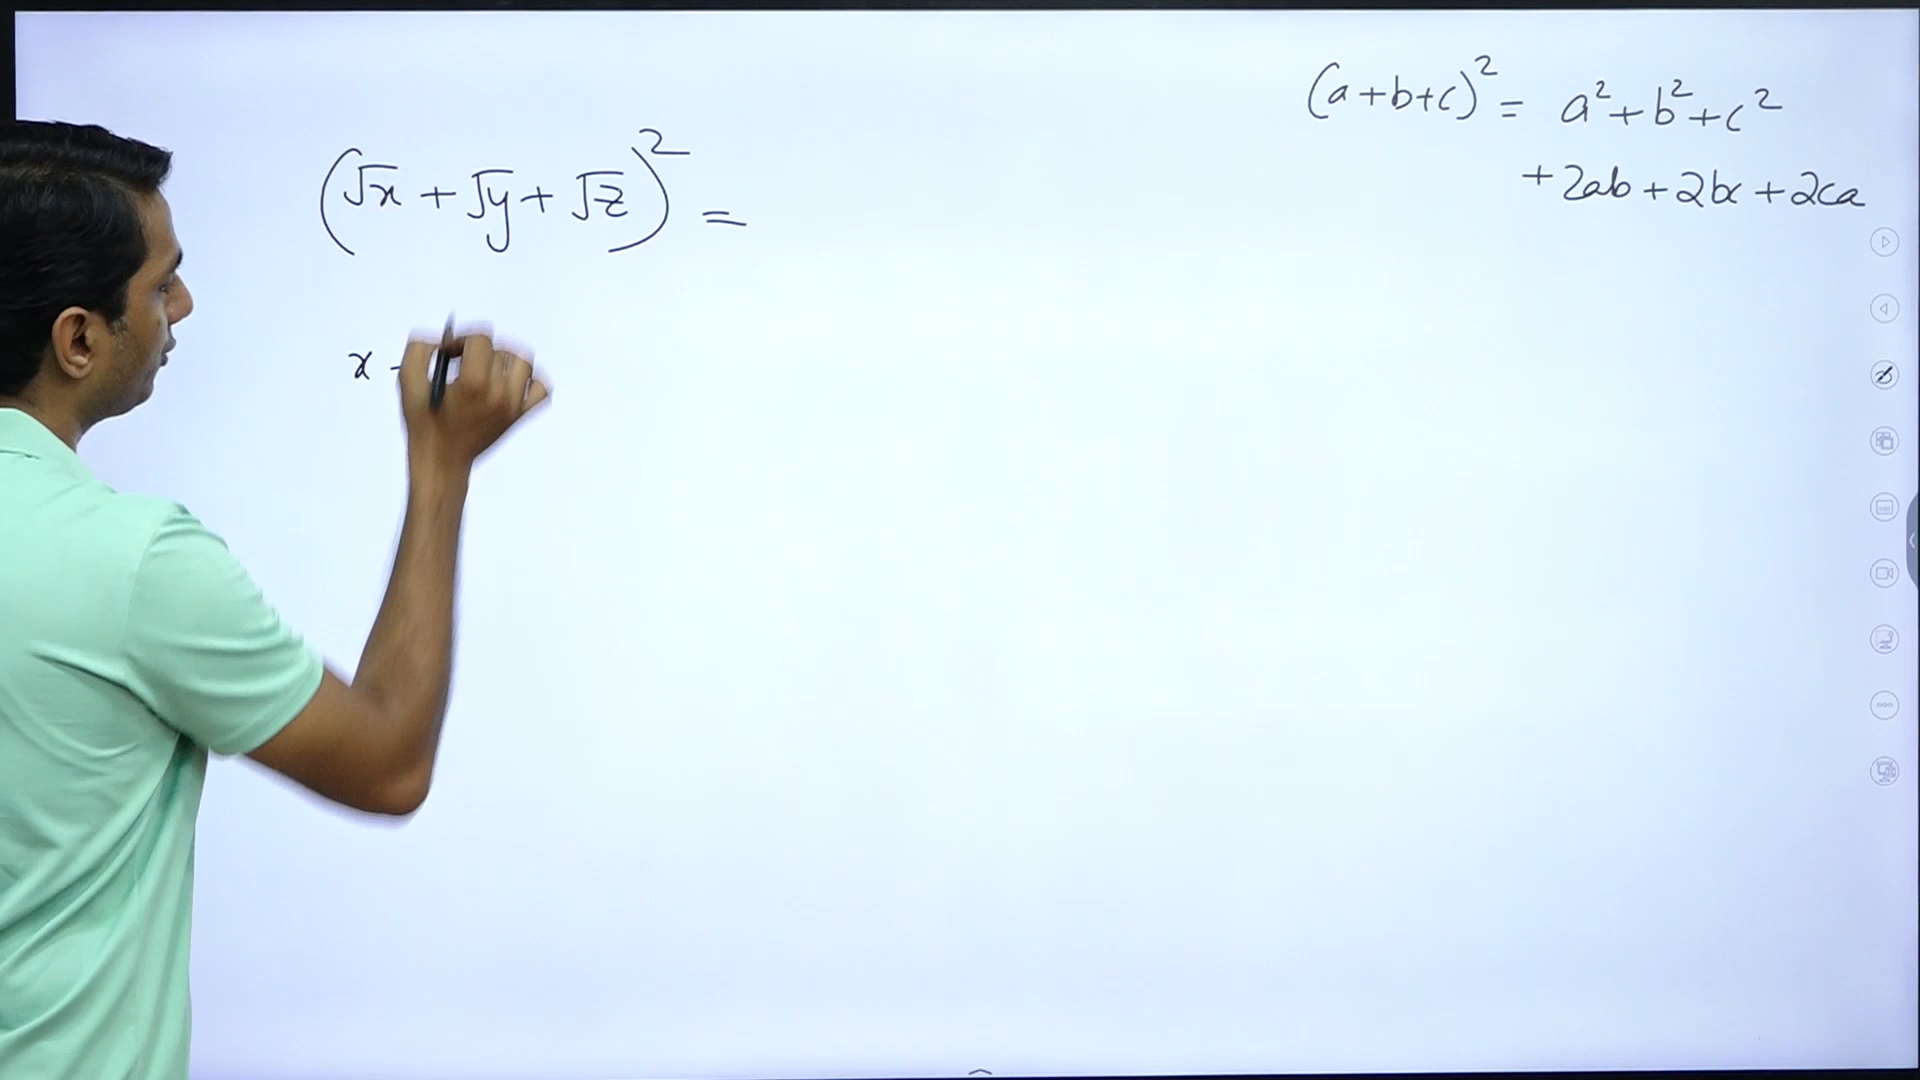 (a+b+c)² = a²+b²+c²
+2ab+2bc+2ca
(√x + √y + √z)² =
x -